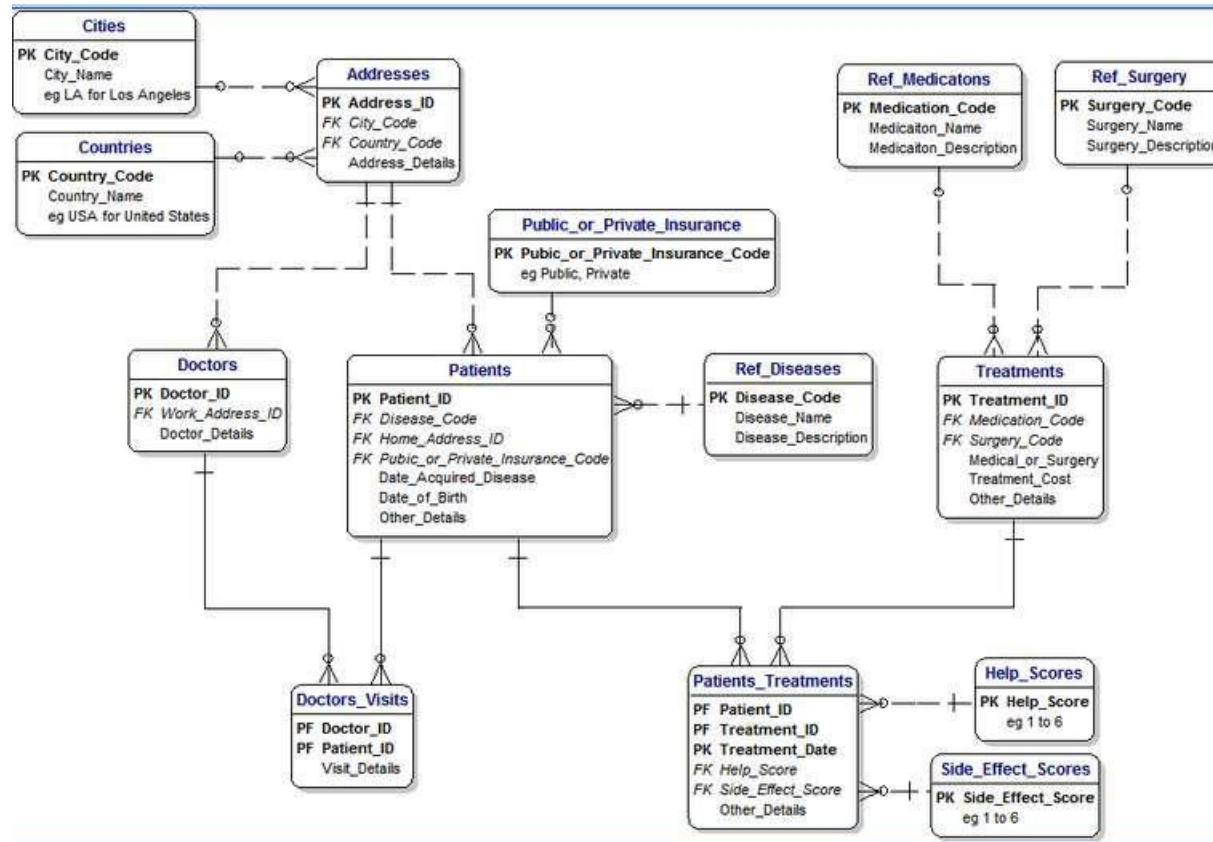 Cities
PK City_Code
City_Name
eg LA for Los Angeles
Addresses
PK Address_ID
FK City_Code
FK Country_Code
Address_Details
Countries
PK Country_Code
Country_Name
eg USA for United States
Ref_Medicatons
PK Medication_Code
Medicaiton_Name
Medicaiton_Description
Ref_Surgery
PK Surgery_Code
Surgery_Name
Surgery_Description
Public_or_Private_Insurance
PK Pubic_or_Private_Insurance_Code
eg Public, Private
Doctors
PK Doctor_ID
FK Work_Address_ID
Doctor_Details
Patients
PK Patient_ID
FK Disease_Code
FK Home_Address_ID
FK Pubic_or_Private_Insurance_Code
Date_Acquired_Disease
Date_of_Birth
Other_Details
Ref_Diseases
PK Disease_Code
Disease_Name
Disease_Description
Treatments
PK Treatment_ID
FK Medication_Code
FK Surgery_Code
Medical_or_Surgery
Treatment_Cost
Other_Details
Doctors_Visits
PF Doctor_ID
PF Patient_ID
Visit_Details
Patients_Treatments
PF Patient_ID
PF Treatment_ID
PK Treatment_Date
FK Help_Score
FK Side_Effect_Score
Other_Details
Help_Scores
PK Help_Score
eg 1 to 6
Side_Effect_Scores
PK Side_Effect_Score
eg 1 to 6